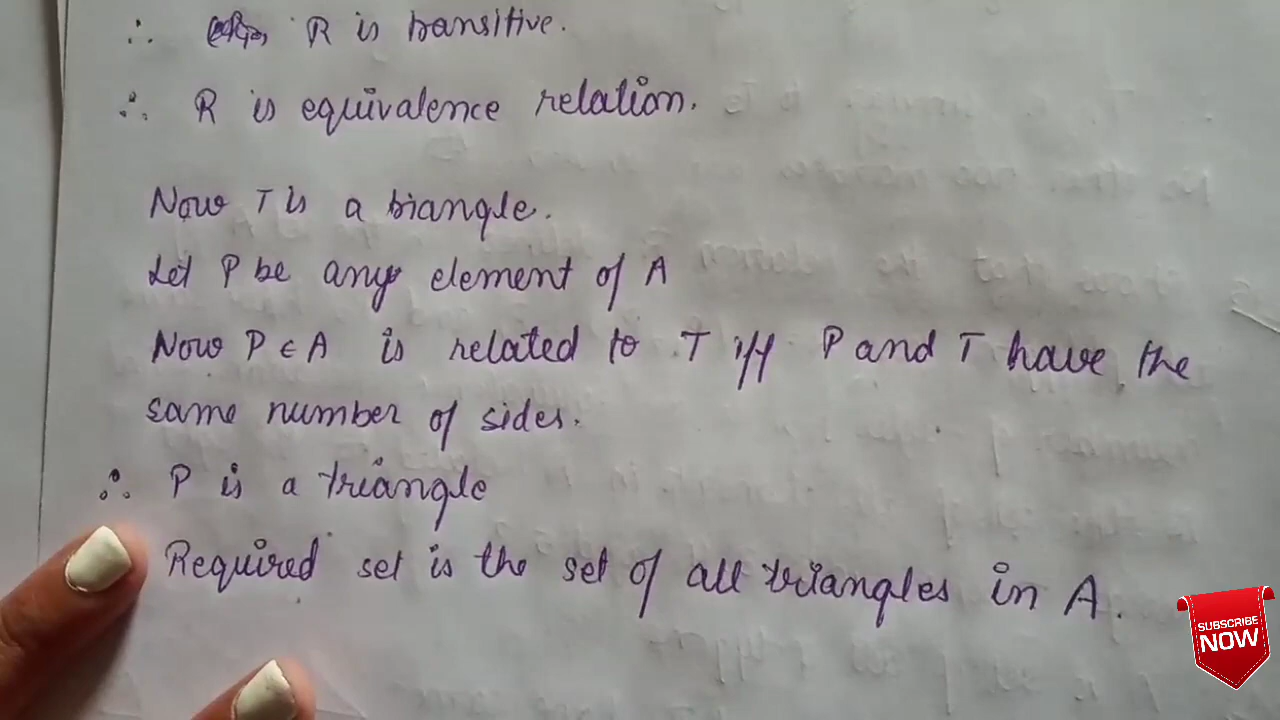 ∴ R is transitive.
∴ R is equivalence relation.
Now T is a triangle.
Let P be any element of A
Now P ∈ A is related to T iff P and T have the
same number of sides.
∴ P is a triangle
Required set is the set of all triangles in A.
SUBSCRIBE
NOW